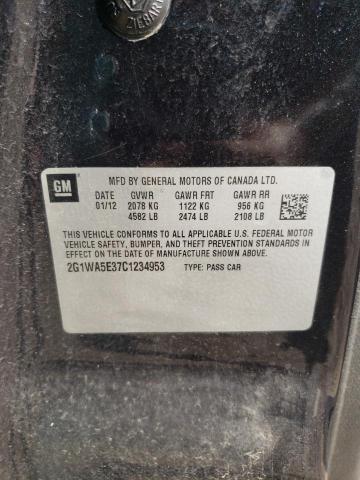 ZIEBART
GM
MFD BY GENERAL MOTORS OF CANADA LTD.
DATE GVWR GAWR FRT GAWR RR
01/12 2078 KG 1122 KG 956 KG
4582 LB 2474 LB 2108 LB
THIS VEHICLE CONFORMS TO ALL APPLICABLE U.S. FEDERAL MOTOR
VEHICLE SAFETY, BUMPER, AND THEFT PREVENTION STANDARDS IN
EFFECT ON THE DATE OF MANUFACTURE SHOWN ABOVE.
2G1WA5E37C1234953 TYPE: PASS CAR